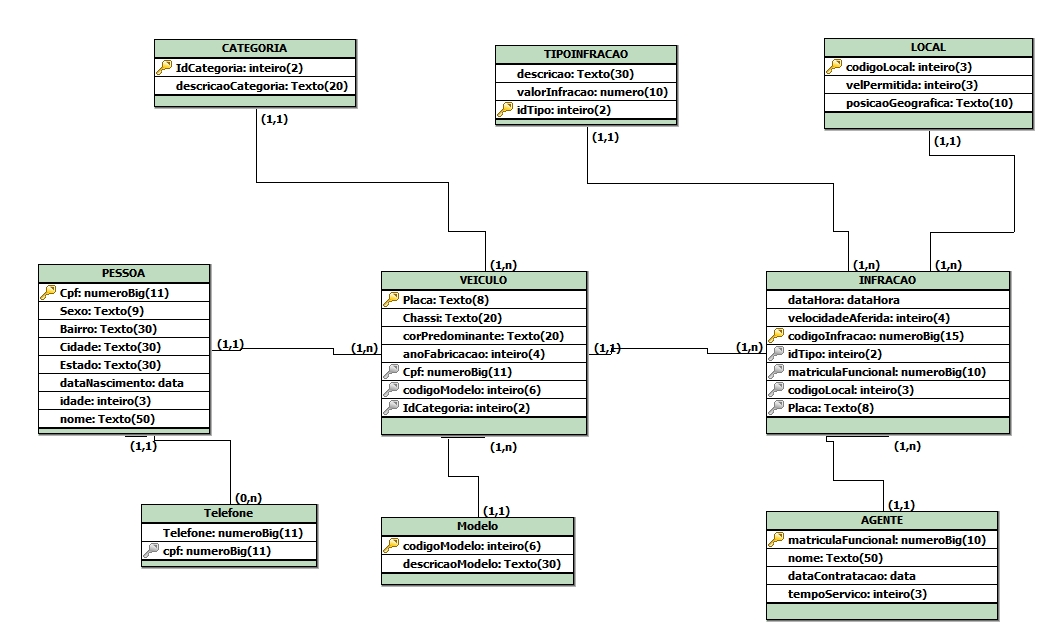 CATEGORIA
IdCategoria: inteiro(2)
descricaoCategoria: Texto(20)
(1,1)
TIPOINFRACAO
descricao: Texto(30)
valorInfracao: numero(10)
idTipo: inteiro(2)
(1,1)
LOCAL
codigoLocal: inteiro(3)
velPermitida: inteiro(3)
posicaoGeografica: Texto(10)
(1,1)
PESSOA
Cpf: numeroBig(11)
Sexo: Texto(9)
Bairro: Texto(30)
Cidade: Texto(30)
Estado: Texto(30)
dataNascimento: data
idade: inteiro(3)
nome: Texto(50)
(1,1)
(1,1)
(1,n)
(1,n)
VEICULO
Placa: Texto(8)
Chassi: Texto(20)
corPredominante: Texto(20)
anoFabricacao: inteiro(4)
Cpf: numeroBig(11)
codigoModelo: inteiro(6)
IdCategoria: inteiro(2)
(1,1)
(1,n)
(1,n)
(1,n)
(1,n)
INFRACAO
dataHora: dataHora
velocidadeAferida: inteiro(4)
codigoInfracao: numeroBig(15)
idTipo: inteiro(2)
matriculaFuncional: numeroBig(10)
codigoLocal: inteiro(3)
Placa: Texto(8)
(1,n)
(0,n)
Telefone
Telefone: numeroBig(11)
cpf: numeroBig(11)
(1,1)
Modelo
codigoModelo: inteiro(6)
descricaoModelo: Texto(30)
(1,1)
AGENTE
matriculaFuncional: numeroBig(10)
nome: Texto(50)
dataContratacao: data
tempoServico: inteiro(3)